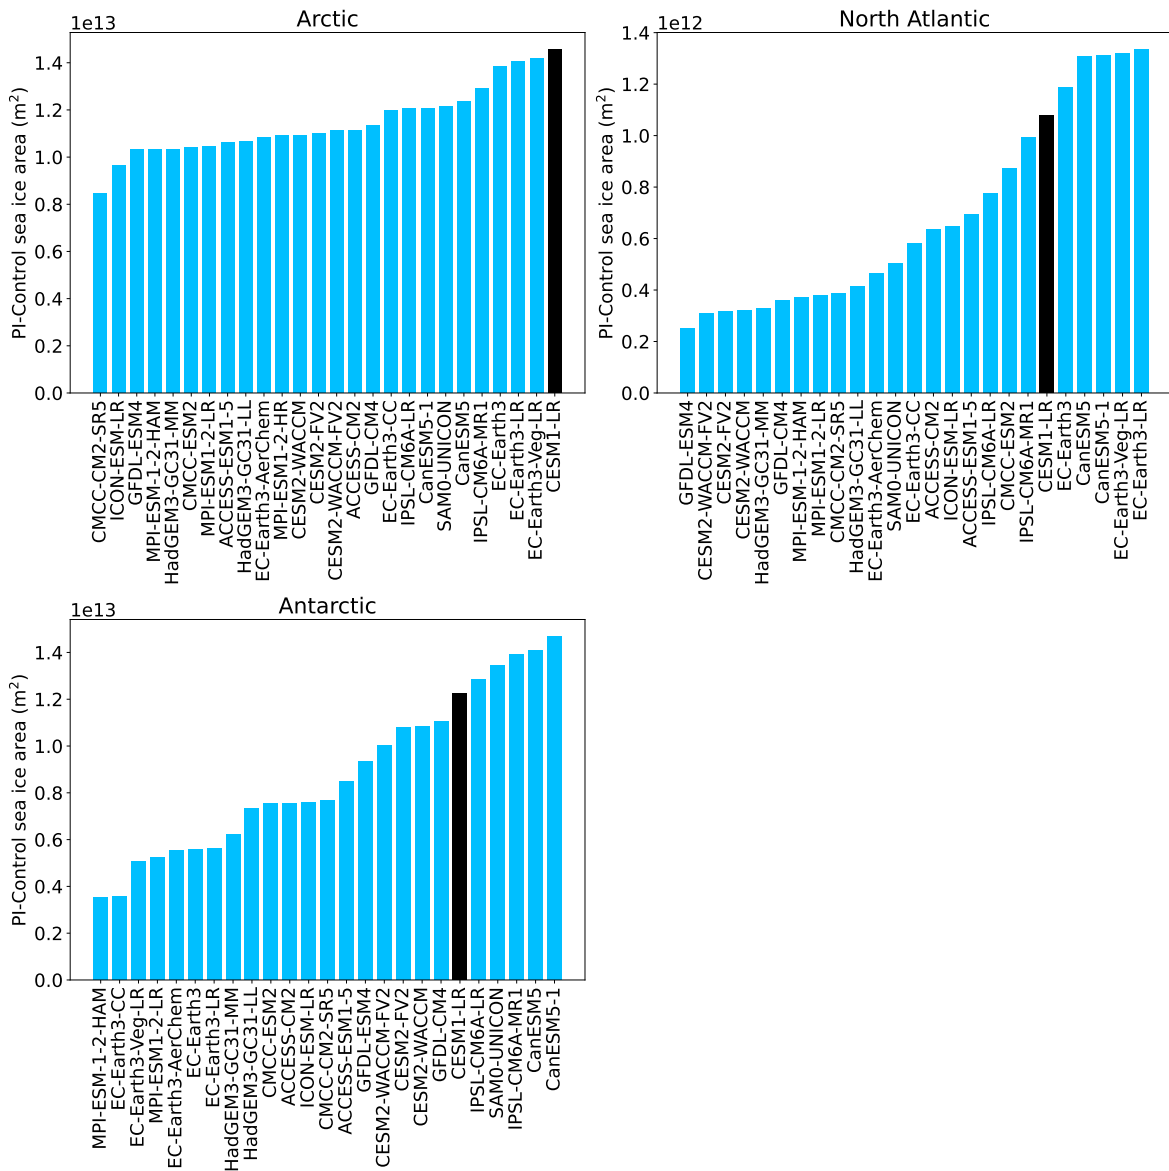 Arctic
1e13
PI-Control sea ice area (m²)
1.4
1.2
1.0
0.8
0.6
0.4
0.2
0.0
CMCC-CM2-SR5
ICON-ESM-LR
GFDL-ESM4
MPI-ESM-1-2-HAM
HadGEM3-GC31-MM
CMCC-ESM2
MPI-ESM1-2-LR
ACCESS-ESM1-5
HadGEM3-GC31-LL
EC-Earth3-AerChem
MPI-ESM1-2-HR
CESM2-WACCM
CESM2-FV2
CESM2-WACCM-FV2
ACCESS-CM2
GFDL-CM4
EC-Earth3-CC
IPSL-CM6A-LR
CanESM5-1
SAM0-UNICON
CanESM5
IPSL-CM6A-MR1
EC-Earth3
EC-Earth3-LR
EC-Earth3-Veg-LR
CESM1-LR
North Atlantic
1e12
PI-Control sea ice area (m²)
1.4
1.2
1.0
0.8
0.6
0.4
0.2
0.0
GFDL-ESM4
CESM2-WACCM-FV2
CESM2-FV2
CESM2-WACCM
HadGEM3-GC31-MM
GFDL-CM4
MPI-ESM-1-2-HAM
MPI-ESM1-2-LR
CMCC-CM2-SR5
HadGEM3-GC31-LL
EC-Earth3-AerChem
SAM0-UNICON
EC-Earth3-CC
ACCESS-CM2
ICON-ESM-LR
ACCESS-ESM1-5
IPSL-CM6A-LR
CMCC-ESM2
IPSL-CM6A-MR1
CESM1-LR
EC-Earth3
CanESM5
CanESM5-1
EC-Earth3-Veg-LR
EC-Earth3-LR
Antarctic
1e13
PI-Control sea ice area (m²)
1.4
1.2
1.0
0.8
0.6
0.4
0.2
0.0
MPI-ESM-1-2-HAM
EC-Earth3-CC
EC-Earth3-Veg-LR
MPI-ESM1-2-LR
EC-Earth3-AerChem
EC-Earth3
EC-Earth3-LR
HadGEM3-GC31-MM
HadGEM3-GC31-LL
CMCC-ESM2
ACCESS-CM2
ICON-ESM-LR
CMCC-CM2-SR5
ACCESS-ESM1-5
GFDL-ESM4
CESM2-WACCM-FV2
CESM2-FV2
CESM2-WACCM
GFDL-CM4
CESM1-LR
IPSL-CM6A-LR
SAM0-UNICON
IPSL-CM6A-MR1
CanESM5
CanESM5-1